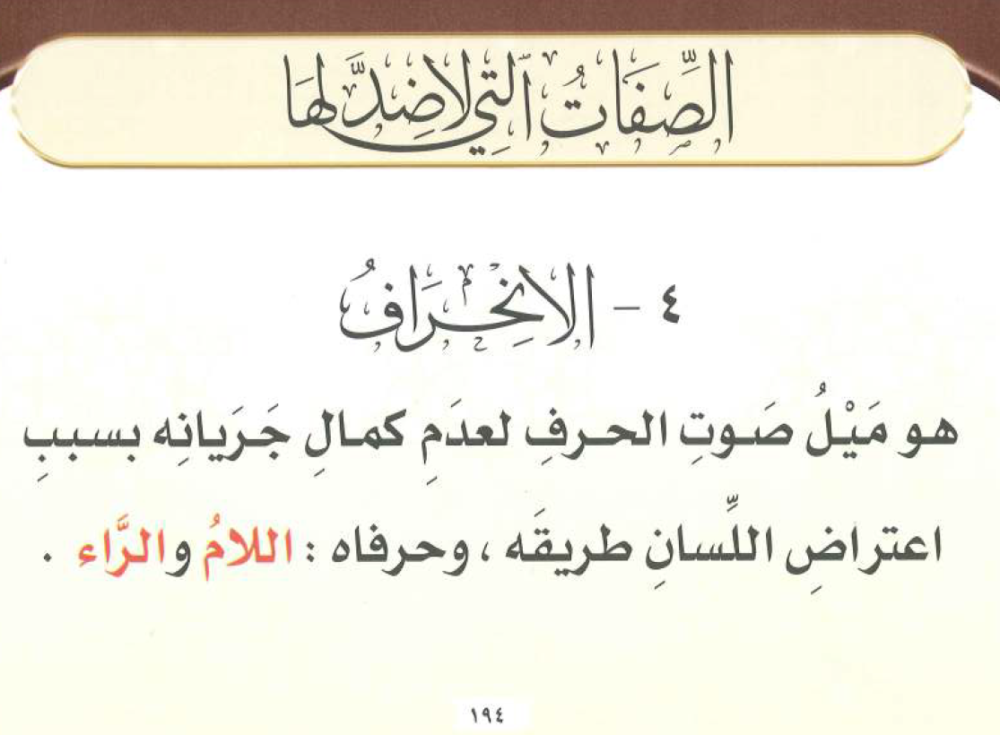 الصِّفَاتُ ٱلَّتِي لَا ضِدَّ لَهَا
٤ - الِانْحِرَافُ
هو مَيْلُ صَوتِ الحرفِ لعدَمِ كمالِ جَرَيانِه بسببِ
اعتراضِ اللِّسانِ طريقَه ، وحرفاه : اللامُ والرَّاء .
١٩٤